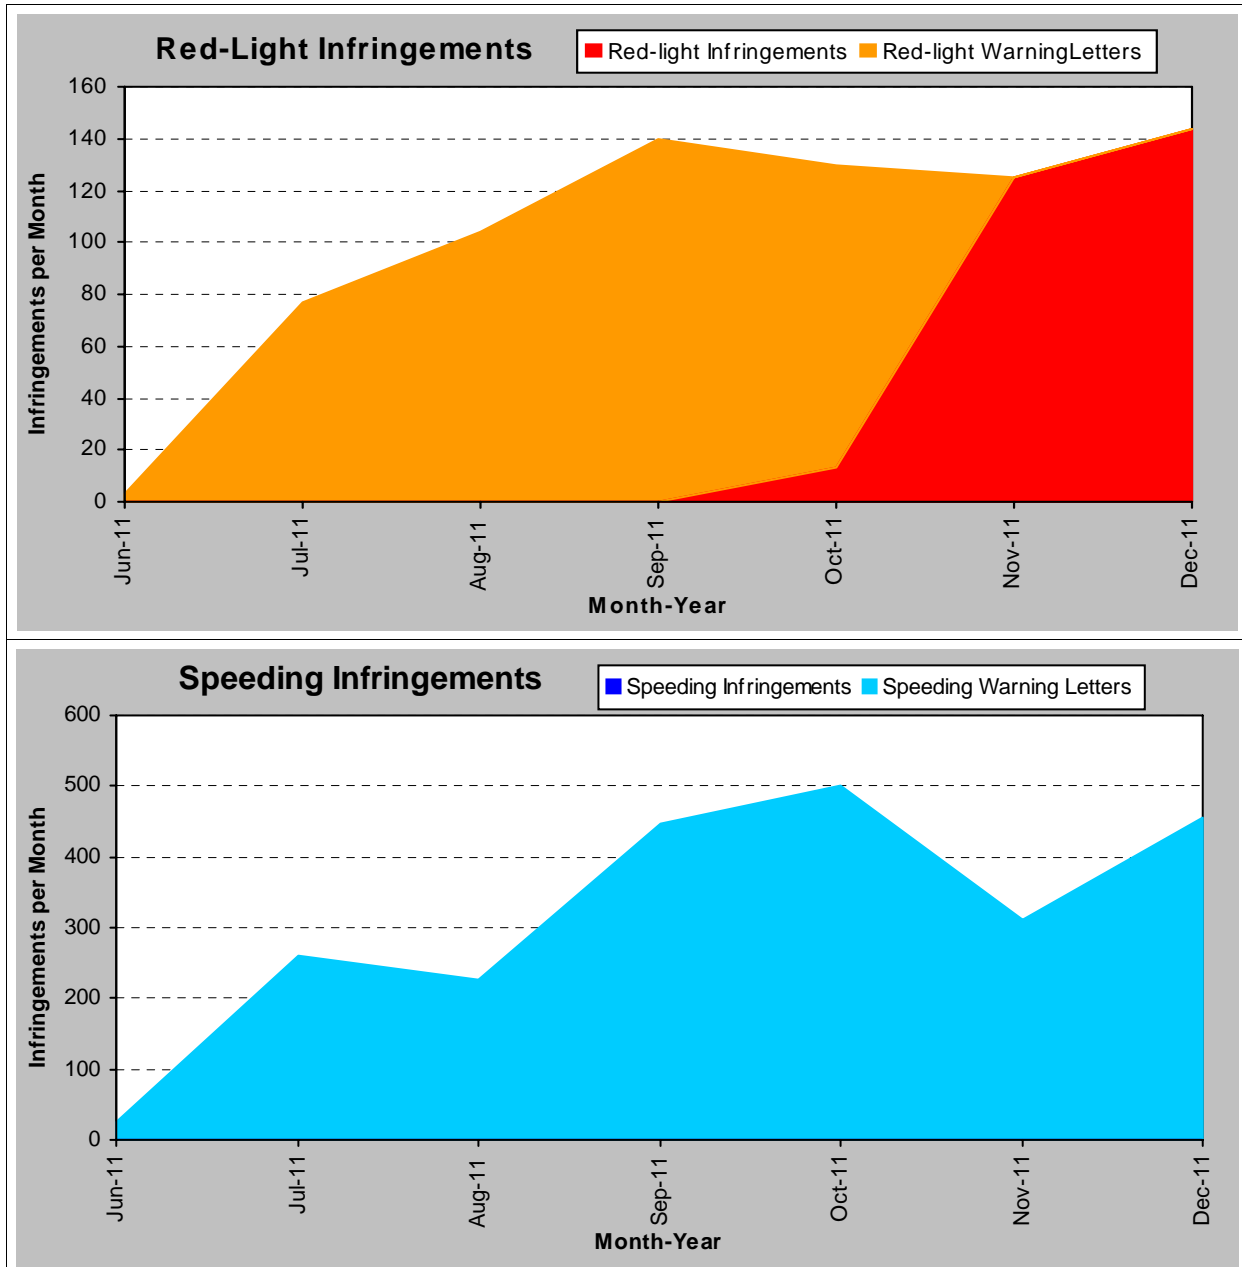 Red-Light Infringements
Red-light Infringements Red-light WarningLetters
Infringements per Month
160
140
120
100
80
60
40
20
0
Jun-11 Jul-11 Aug-11 Sep-11 Oct-11 Nov-11 Dec-11
Month-Year
Speeding Infringements
Speeding Infringements Speeding Warning Letters
Infringements per Month
600
500
400
300
200
100
0
Jun-11 Jul-11 Aug-11 Sep-11 Oct-11 Nov-11 Dec-11
Month-Year